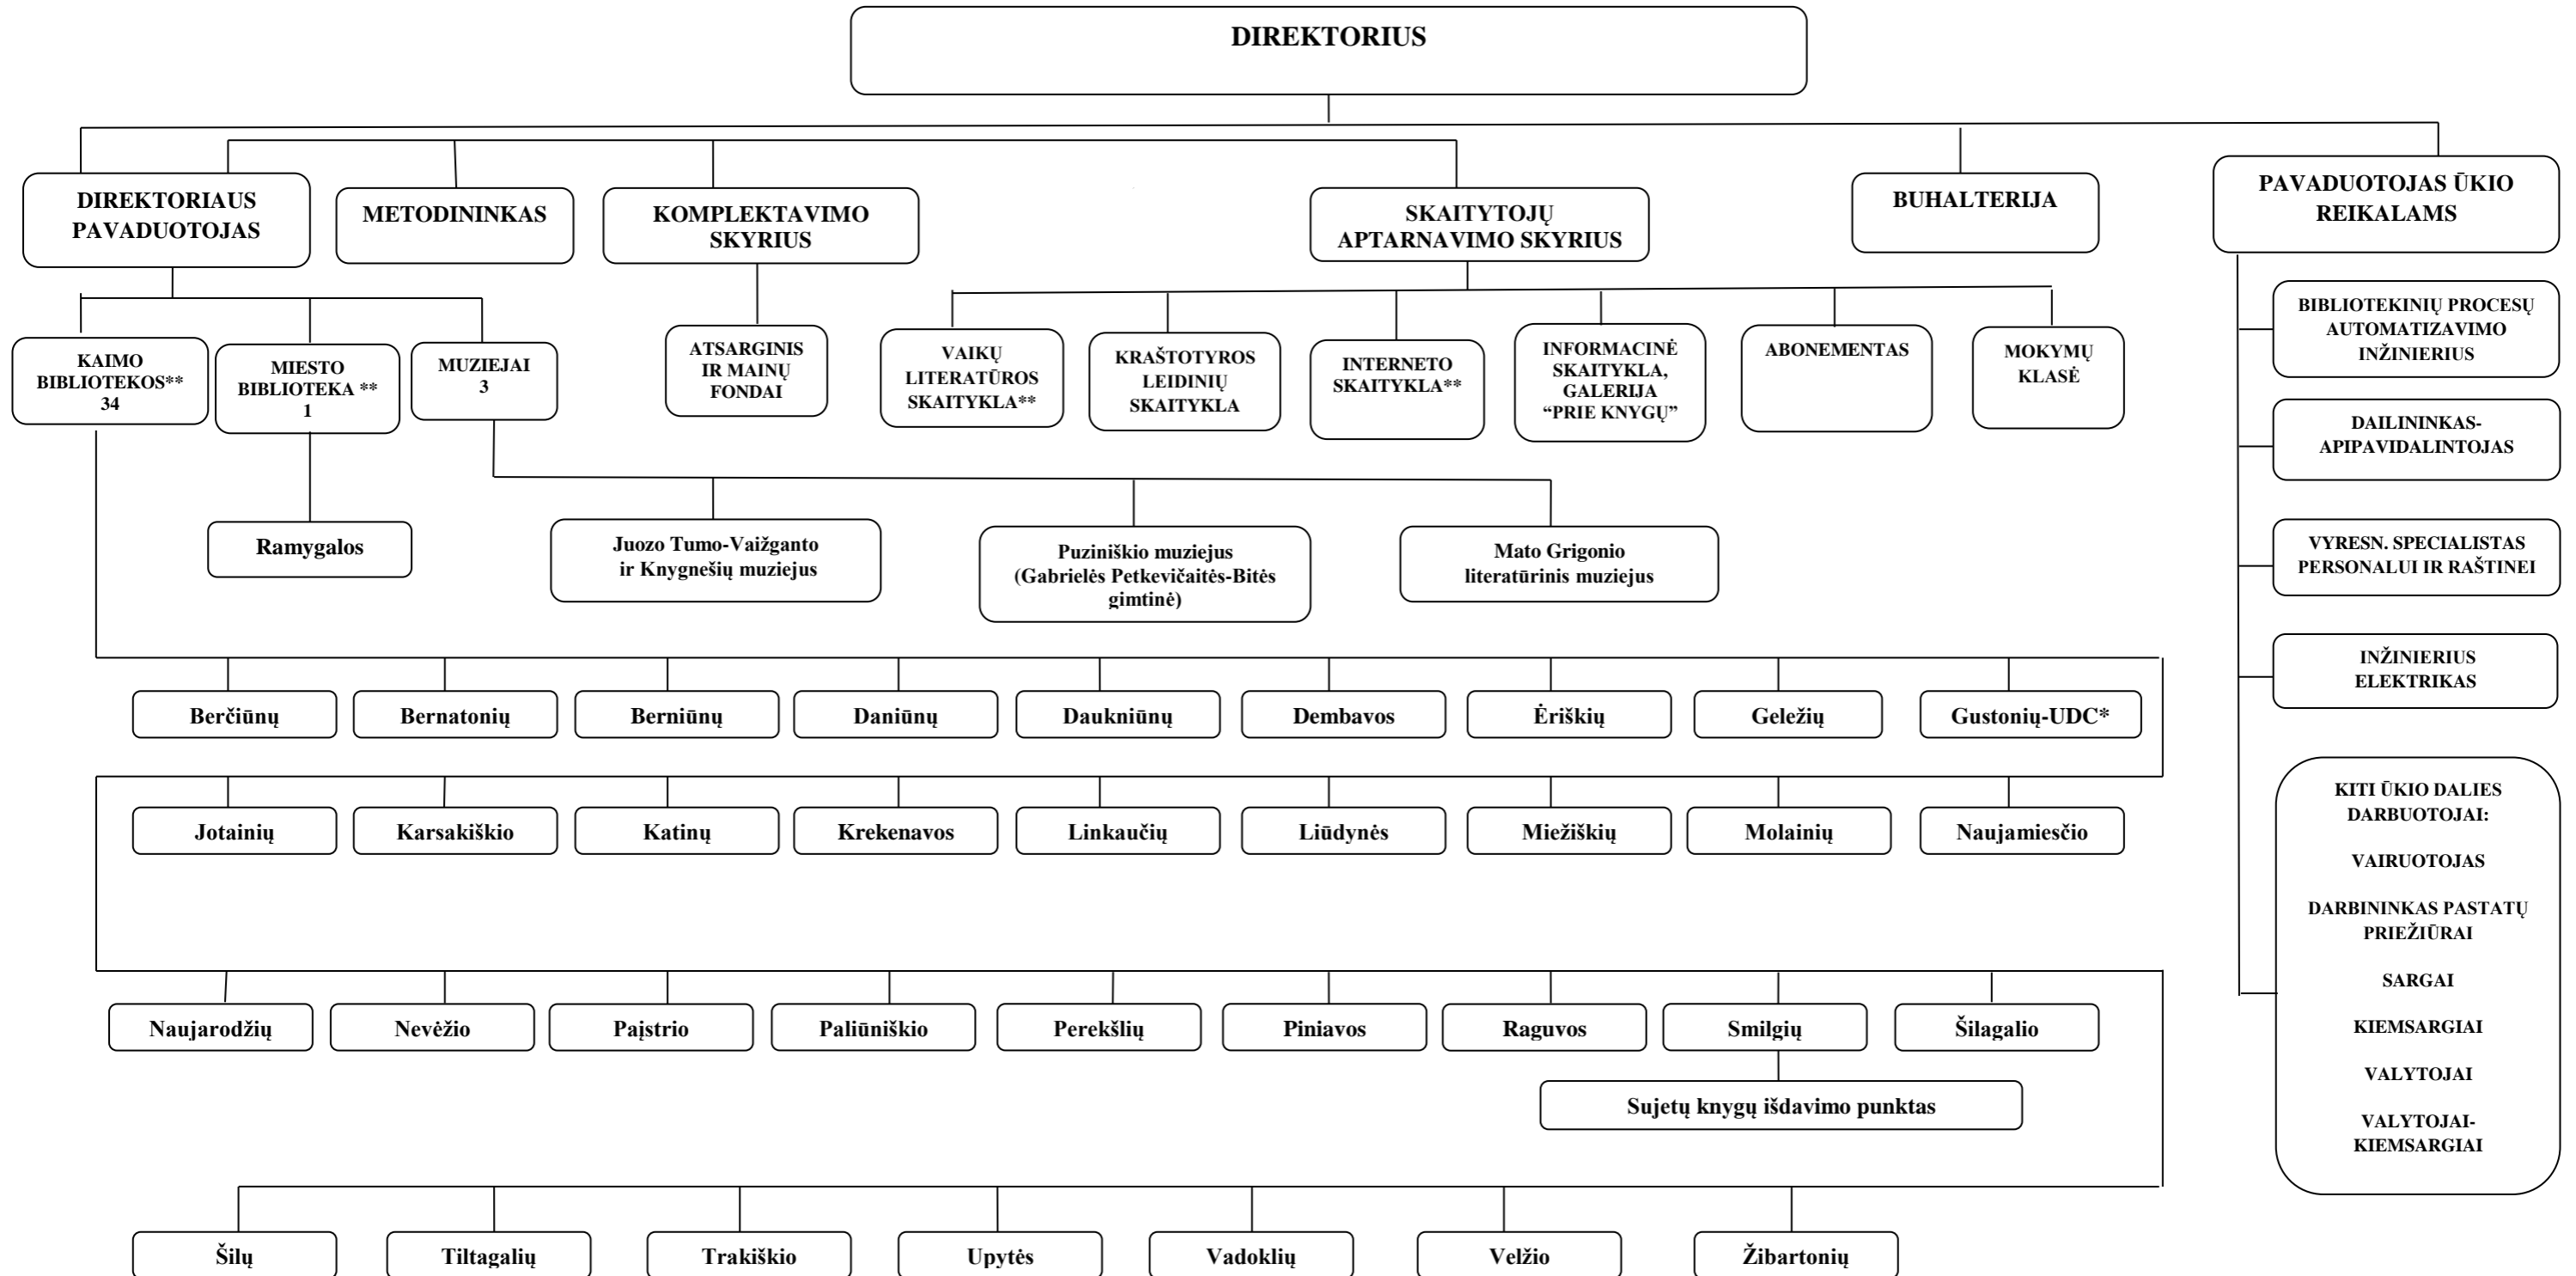 DIREKTORIUS
DIREKTORIAUS
PAVADUOTOJAS
METODININKAS
KOMPLEKTAVIMO
SKYRIUS
SKAITYTOJŲ
APTARNAVIMO SKYRIUS
BUHALTERIJA
PAVADUOTOJAS ŪKIO
REIKALAMS
KAIMO
BIBLIOTEKOS**
34
MIESTO
BIBLIOTEKA **
1
MUZIEJAI
3
ATSARGINIS
IR MAINŲ
FONDAI
VAIKŲ
LITERATŪROS
SKAITYKLA**
KRAŠTOTYROS
LEIDINIŲ
SKAITYKLA
INTERNETO
SKAITYKLA**
INFORMACINĖ
SKAITYKLA,
GALERIJA
“PRIE KNYGŲ”
ABONEMENTAS
MOKYMŲ
KLASĖ
BIBLIOTEKINIŲ PROCESŲ
AUTOMATIZAVIMO
INŽINIERIUS
DAILININKAS-
APIPAVIDALINTOJAS
VYRESN. SPECIALISTAS
PERSONALUI IR RAŠTINEI
INŽINIERIUS
ELEKTRIKAS
KITI ŪKIO DALIES
DARBUOTOJAI:
VAIRUOTOJAS
DARBININKAS PASTATŲ
PRIEŽIŪRAI
SARGAI
KIEMSARGIAI
VALYTOJAI
VALYTOJAI-
KIEMSARGIAI
Ramygalos
Juozo Tumo-Vaižganto
ir Knygnešių muziejus
Puziniškio muziejus
(Gabrielės Petkevičaitės-Bitės
gimtinė)
Mato Grigonio
literatūrinis muziejus
Berčiūnų
Bernatonių
Berniūnų
Daniūnų
Daukniūnų
Dembavos
Ėriškių
Geležių
Gustonių-UDC*
Jotainių
Karsakiškio
Katinų
Krekenavos
Linkaučių
Liūdynės
Miežiškių
Molainių
Naujamiesčio
Naujarodžių
Nevėžio
Paįstrio
Paliūniškio
Perekšlių
Piniavos
Raguvos
Smilgių
Šilagalio
Sujetų knygų išdavimo punktas
Šilų
Tiltagalių
Trakiškio
Upytės
Vadoklių
Velžio
Žibartonių